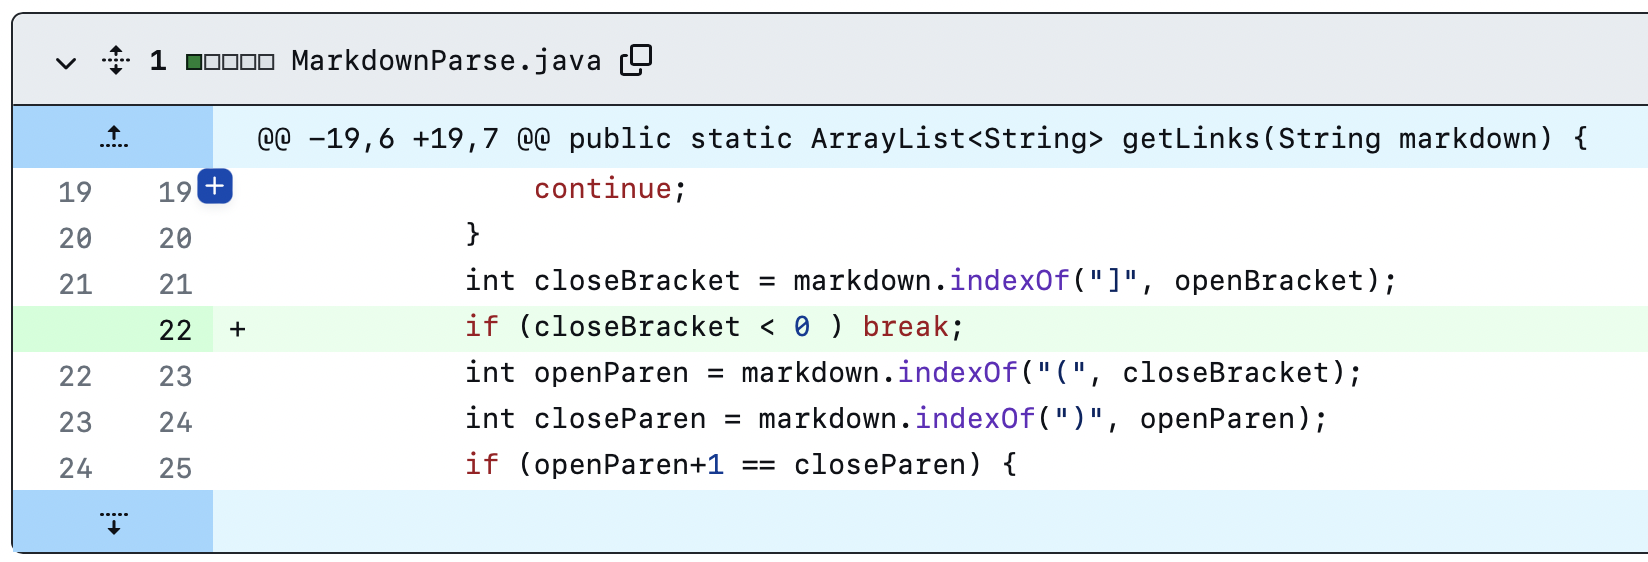 1 MarkdownParse.java
@@ -19,6 +19,7 @@ public static ArrayList<String> getLinks(String markdown) {
19 19 + continue;
20 20 }
21 21 int closeBracket = markdown.indexOf("]", openBracket);
22 + if (closeBracket < 0 ) break;
22 23 int openParen = markdown.indexOf("(", closeBracket);
23 24 int closeParen = markdown.indexOf(")", openParen);
24 25 if (openParen+1 == closeParen) {